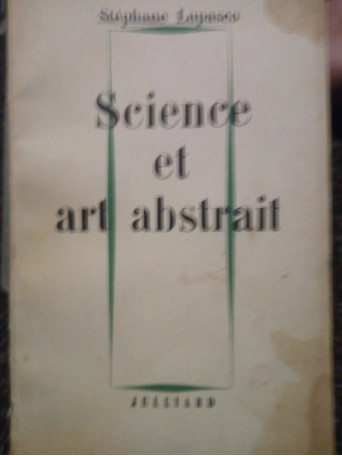 Stéphane Lupasco
Science
et
art abstrait
JULLIARD